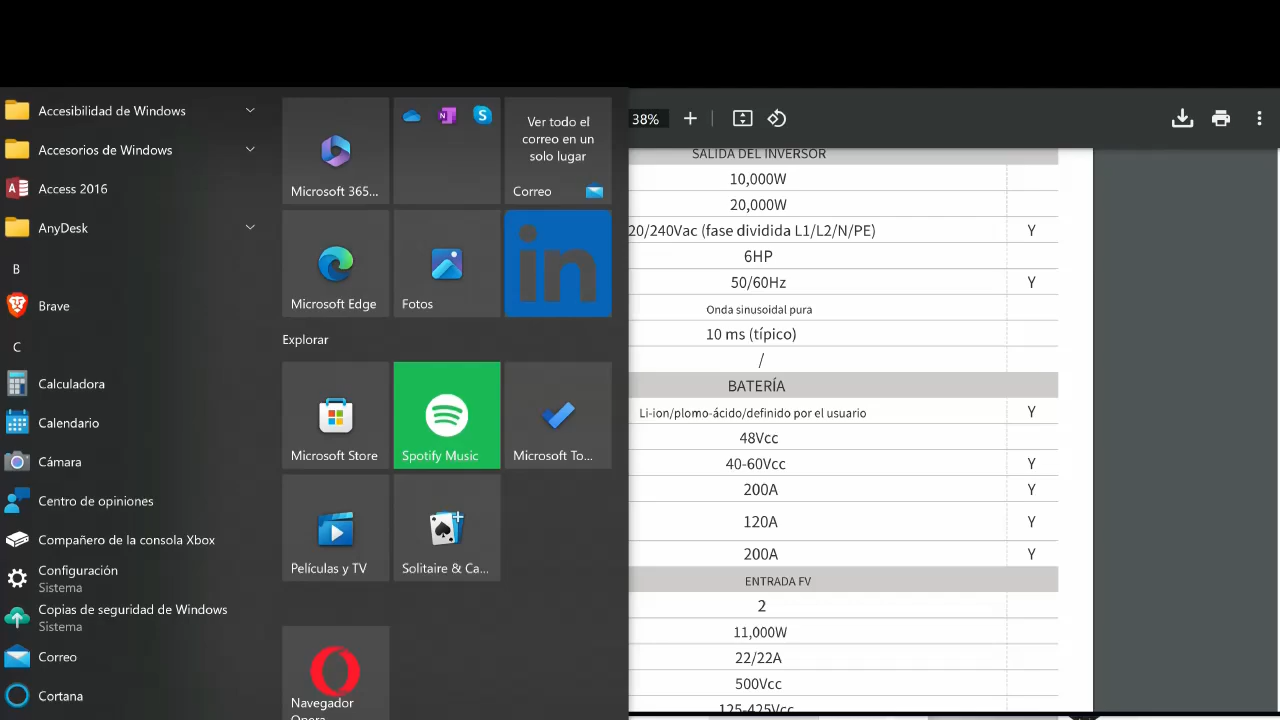 Accesibilidad de Windows
Accesorios de Windows
Access 2016
AnyDesk
B
Brave
C
Calculadora
Calendario
Cámara
Centro de opiniones
Compañero de la consola Xbox
Configuración
Sistema
Copias de seguridad de Windows
Sistema
Correo
Cortana
Microsoft 365...
Ver todo el
correo en un
solo lugar
Correo
Microsoft Edge
Fotos
in
Explorar
Microsoft Store
Spotify Music
Microsoft To...
Películas y TV
Solitaire & Ca...
Navegador
Opera
38%
SALIDA DEL INVERSOR
10,000W
20,000W
20/240Vac (fase dividida L1/L2/N/PE) Y
6HP
50/60Hz Y
Onda sinusoidal pura
10 ms (típico)
/
BATERÍA
Li-ion/plomo-ácido/definido por el usuario Y
48Vcc
40-60Vcc Y
200A Y
120A Y
200A Y
ENTRADA FV
2
11,000W
22/22A
500Vcc
125-425Vcc